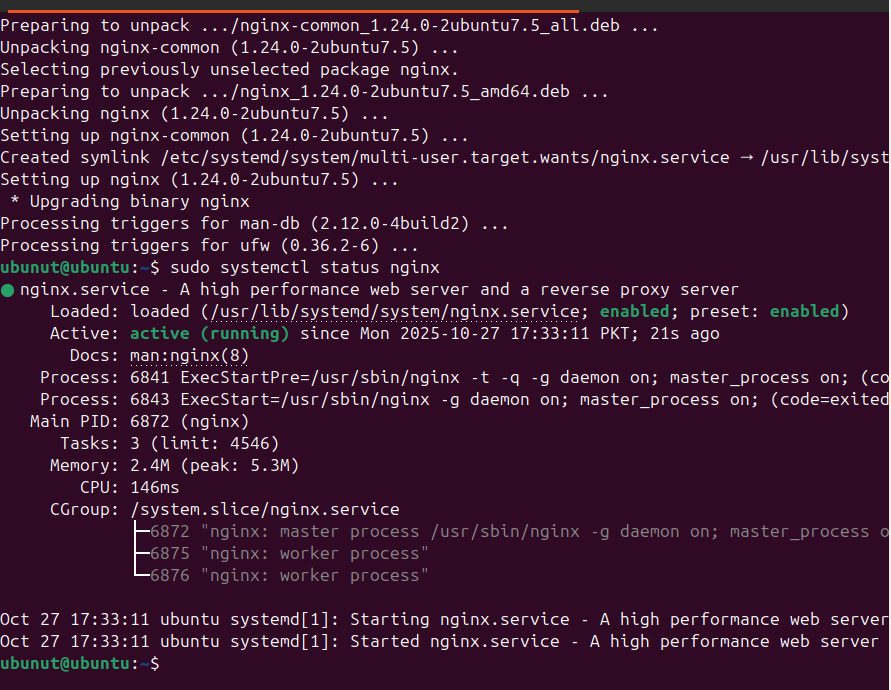 Preparing to unpack .../nginx-common_1.24.0-2ubuntu7.5_all.deb ...
Unpacking nginx-common (1.24.0-2ubuntu7.5) ...
Selecting previously unselected package nginx.
Preparing to unpack .../nginx_1.24.0-2ubuntu7.5_amd64.deb ...
Unpacking nginx (1.24.0-2ubuntu7.5) ...
Setting up nginx-common (1.24.0-2ubuntu7.5) ...
Created symlink /etc/systemd/system/multi-user.target.wants/nginx.service → /usr/lib/syst
Setting up nginx (1.24.0-2ubuntu7.5) ...
 * Upgrading binary nginx
Processing triggers for man-db (2.12.0-4build2) ...
Processing triggers for ufw (0.36.2-6) ...
ubunut@ubuntu:~$ sudo systemctl status nginx
● nginx.service - A high performance web server and a reverse proxy server
     Loaded: loaded (/usr/lib/systemd/system/nginx.service; enabled; preset: enabled)
     Active: active (running) since Mon 2025-10-27 17:33:11 PKT; 21s ago
       Docs: man:nginx(8)
    Process: 6841 ExecStartPre=/usr/sbin/nginx -t -q -g daemon on; master_process on; (co
    Process: 6843 ExecStart=/usr/sbin/nginx -g daemon on; master_process on; (code=exited
   Main PID: 6872 (nginx)
      Tasks: 3 (limit: 4546)
     Memory: 2.4M (peak: 5.3M)
        CPU: 146ms
     CGroup: /system.slice/nginx.service
             ├─6872 "nginx: master process /usr/sbin/nginx -g daemon on; master_process o
             ├─6875 "nginx: worker process"
             └─6876 "nginx: worker process"

Oct 27 17:33:11 ubuntu systemd[1]: Starting nginx.service - A high performance web server
Oct 27 17:33:11 ubuntu systemd[1]: Started nginx.service - A high performance web server
ubunut@ubuntu:~$